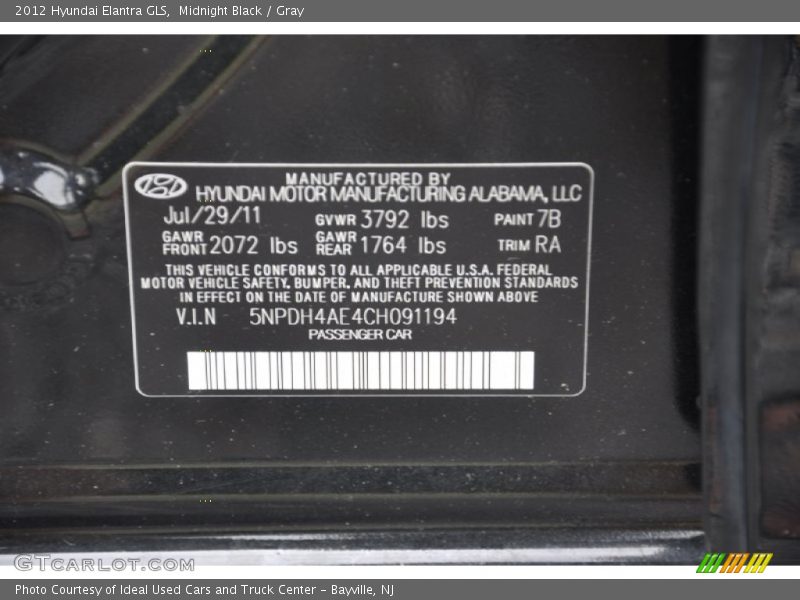 2012 Hyundai Elantra GLS,  Midnight Black / Gray
MANUFACTURED BY
HYUNDAI MOTOR MANUFACTURING ALABAMA, LLC
Jul/29/11 GVWR 3792 lbs PAINT 7B
GAWR FRONT 2072 lbs GAWR REAR 1764 lbs TRIM RA
THIS VEHICLE CONFORMS TO ALL APPLICABLE U.S.A. FEDERAL
MOTOR VEHICLE SAFETY, BUMPER, AND THEFT PREVENTION STANDARDS
IN EFFECT ON THE DATE OF MANUFACTURE SHOWN ABOVE
V.I.N 5NPDH4AE4CH091194
PASSENGER CAR
GTCARLOT.COM
Photo Courtesy of Ideal Used Cars and Truck Center – Bayville, NJ